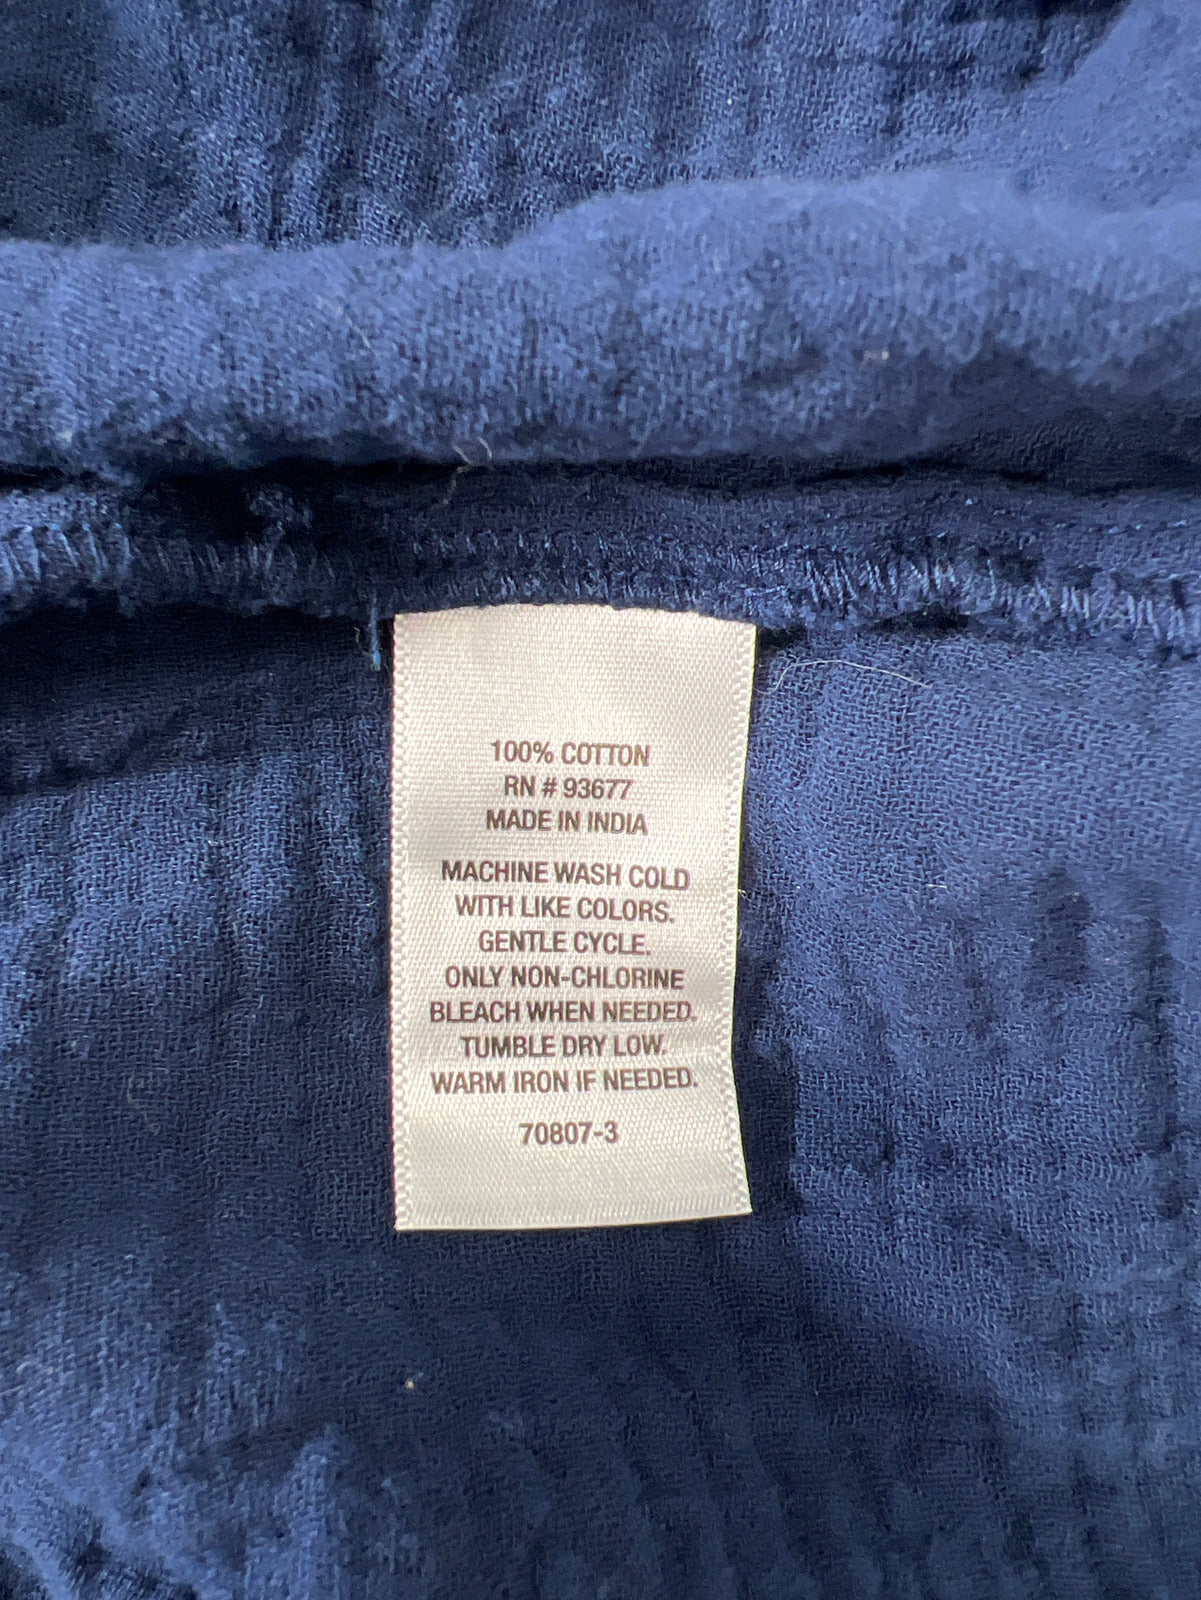 100% COTTON
RN # 93677
MADE IN INDIA
MACHINE WASH COLD
WITH LIKE COLORS.
GENTLE CYCLE.
ONLY NON-CHLORINE
BLEACH WHEN NEEDED.
TUMBLE DRY LOW.
WARM IRON IF NEEDED.
70807-3